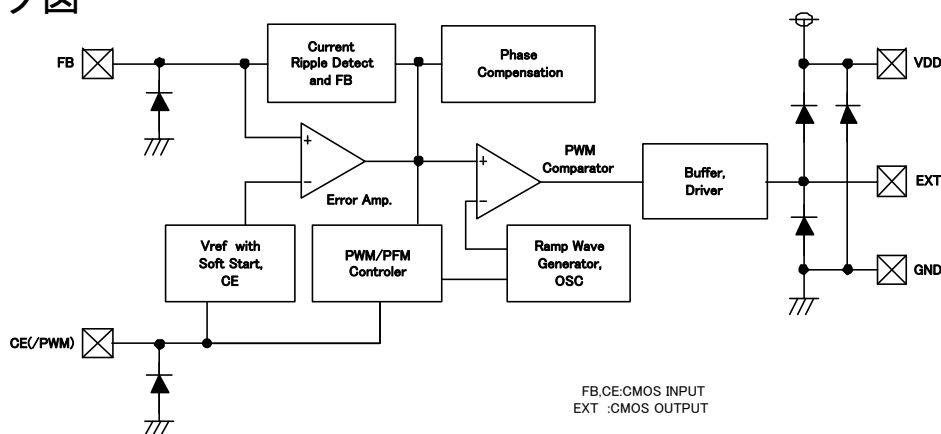 図
FB
Current
Ripple Detect
and FB
Phase
Compensation
VDD
+
−
Error Amp.
+
−
PWM
Comparator
Buffer,
Driver
EXT
Vref with
Soft Start,
CE
PWM/PFM
Controler
Ramp Wave
Generator,
OSC
GND
CE(/PWM)
FB,CE:CMOS INPUT
EXT :CMOS OUTPUT